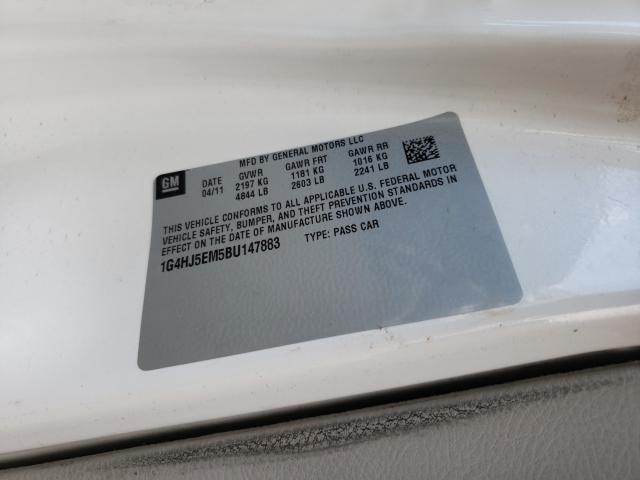 MFD BY GENERAL MOTORS LLC
GM
DATE GVWR GAWR FRT GAWR RR
04/11 2197 KG 1181 KG 1016 KG
4844 LB 2603 LB 2241 LB
THIS VEHICLE CONFORMS TO ALL APPLICABLE U.S. FEDERAL MOTOR
VEHICLE SAFETY, BUMPER, AND THEFT PREVENTION STANDARDS IN
EFFECT ON THE DATE OF MANUFACTURE SHOWN ABOVE.
1G4HJ5EM5BU147883 TYPE: PASS CAR